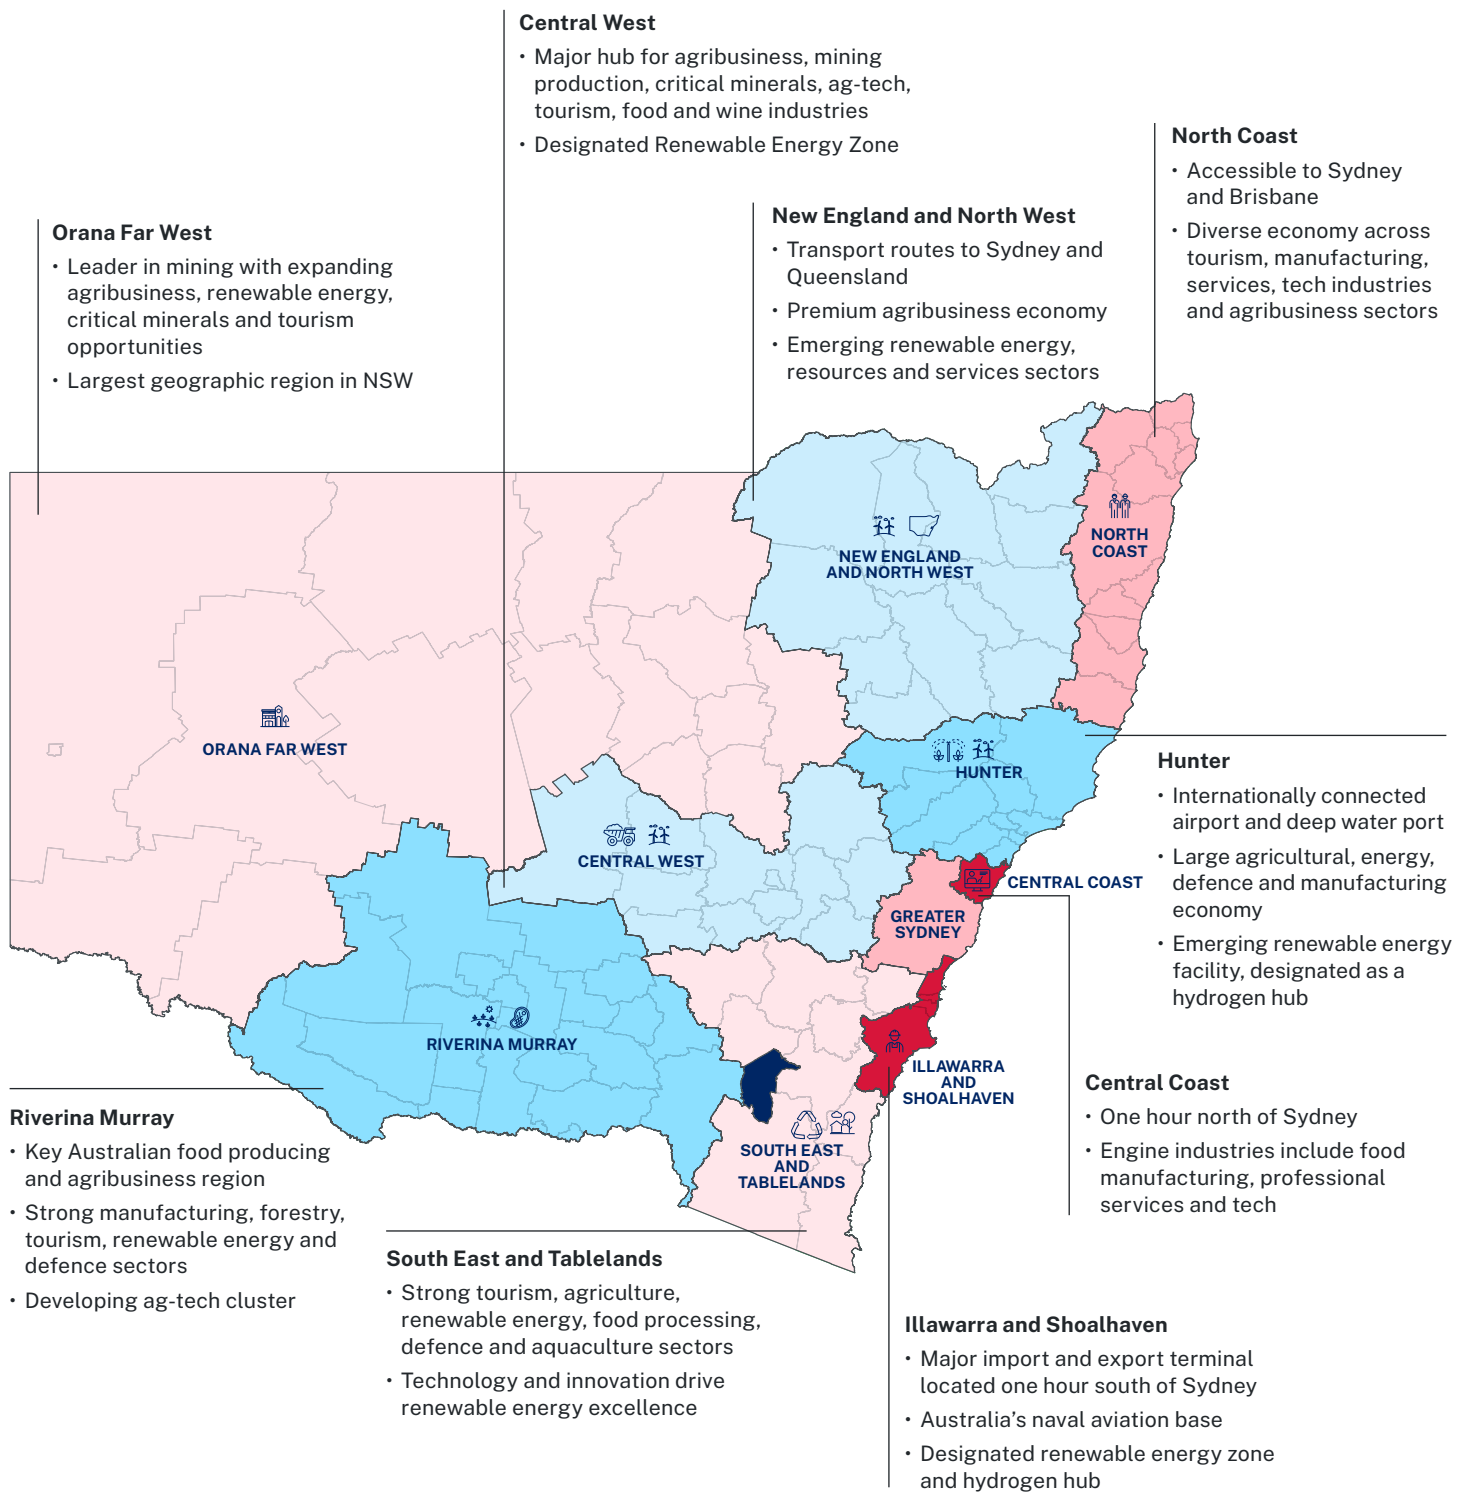 Central West
• Major hub for agribusiness, mining
production, critical minerals, ag-tech,
tourism, food and wine industries
• Designated Renewable Energy Zone
North Coast
• Accessible to Sydney
and Brisbane
• Diverse economy across
tourism, manufacturing,
services, tech industries
and agribusiness sectors
New England and North West
• Transport routes to Sydney and
Queensland
• Premium agribusiness economy
• Emerging renewable energy,
resources and services sectors
Orana Far West
• Leader in mining with expanding
agribusiness, renewable energy,
critical minerals and tourism
opportunities
• Largest geographic region in NSW
NORTH
COAST
NEW ENGLAND
AND NORTH WEST
ORANA FAR WEST
HUNTER
CENTRAL WEST
CENTRAL COAST
GREATER
SYDNEY
RIVERINA MURRAY
ILLAWARRA
AND
SHOALHAVEN
SOUTH EAST
AND
TABLELANDS
Hunter
• Internationally connected
airport and deep water port
• Large agricultural, energy,
defence and manufacturing
economy
• Emerging renewable energy
facility, designated as a
hydrogen hub
Central Coast
• One hour north of Sydney
• Engine industries include food
manufacturing, professional
services and tech
Riverina Murray
• Key Australian food producing
and agribusiness region
• Strong manufacturing, forestry,
tourism, renewable energy and
defence sectors
• Developing ag-tech cluster
South East and Tablelands
• Strong tourism, agriculture,
renewable energy, food processing,
defence and aquaculture sectors
• Technology and innovation drive
renewable energy excellence
Illawarra and Shoalhaven
• Major import and export terminal
located one hour south of Sydney
• Australia’s naval aviation base
• Designated renewable energy zone
and hydrogen hub